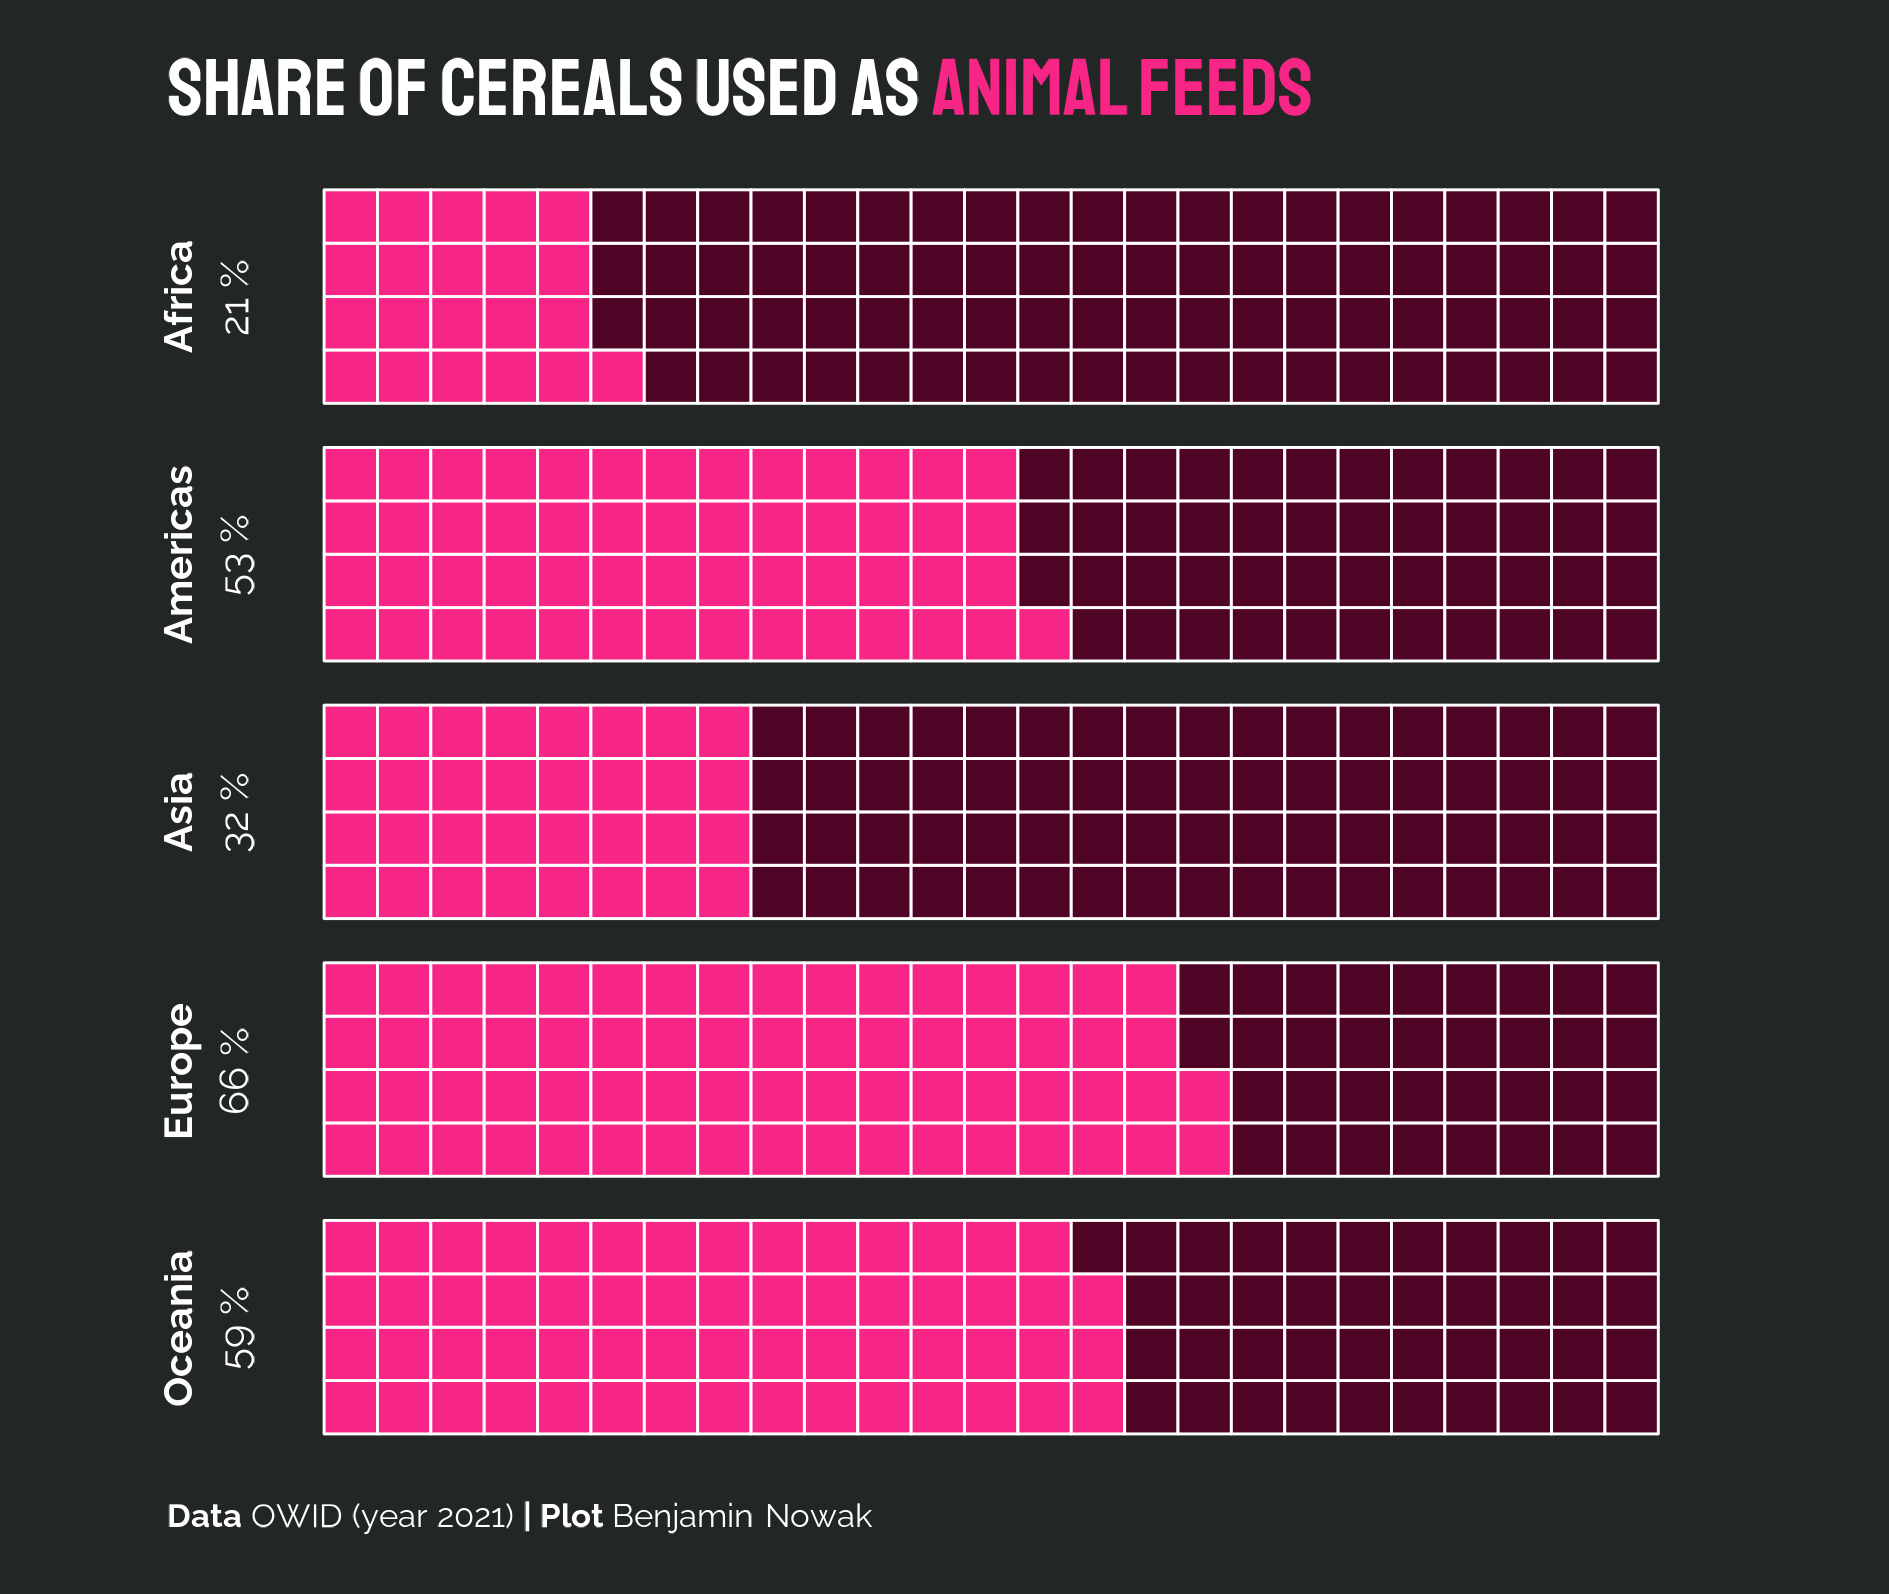 SHARE OF CEREALS USED AS ANIMAL FEEDS
Africa
21 %
Americas
53 %
Asia
32 %
Europe
66 %
Oceania
59 %
Data OWID (year 2021) | Plot Benjamin Nowak